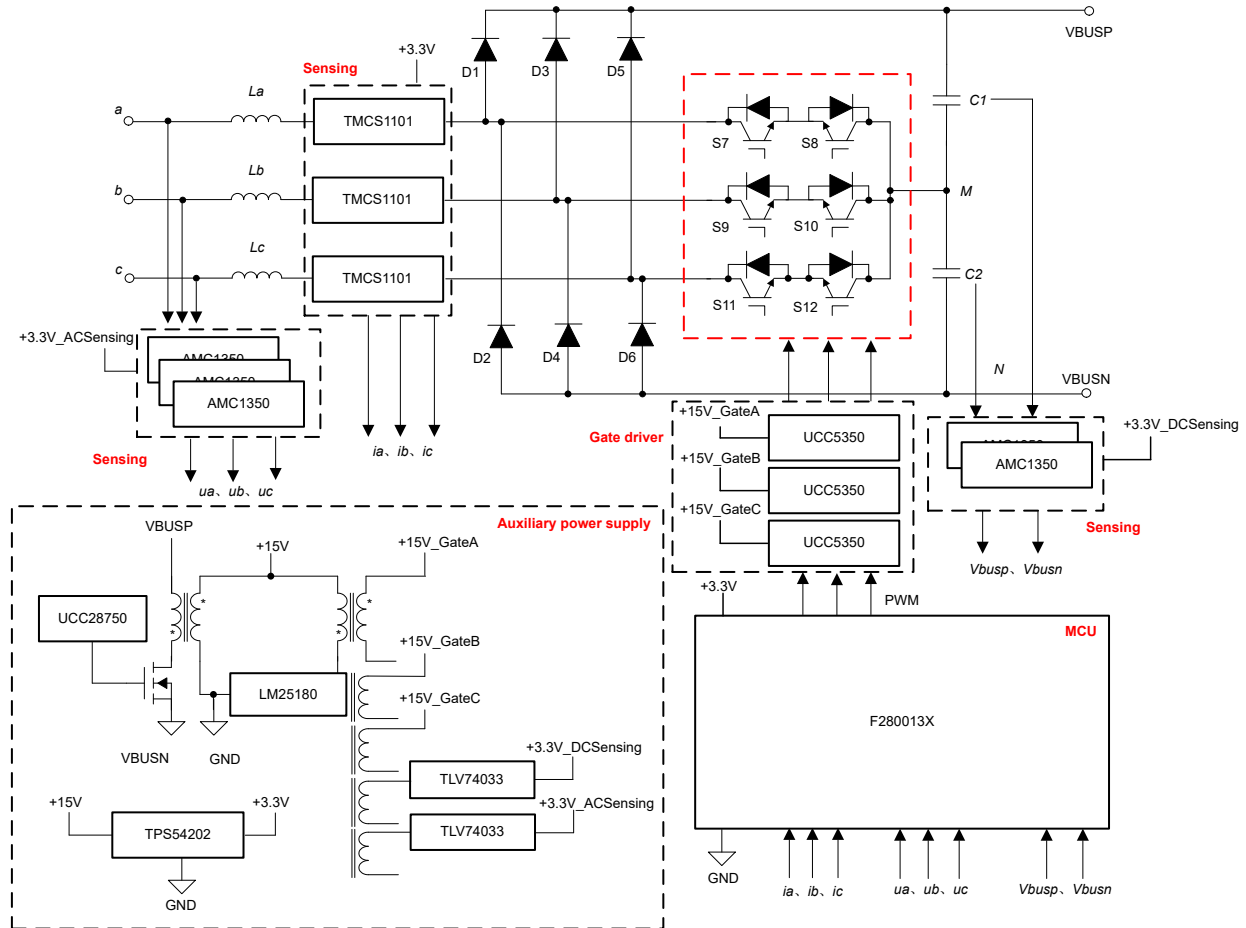 VBUSP
+3.3V
Sensing
D1
D3
D5
La
a
TMCS1101
S7
S8
C1
Lb
b
TMCS1101
S9
S10
M
Lc
c
TMCS1101
S11
S12
C2
+3.3V_ACSensing
D2
D4
D6
N
VBUSN
AMC1350
AMC1350
AMC1350
Sensing
ua、ub、uc
ia、ib、ic
Gate driver
+15V_GateA
UCC5350
+15V_GateB
UCC5350
+15V_GateC
UCC5350
+3.3V_DCSensing
AMC1350
AMC1350
Sensing
Vbusp、Vbusn
Auxiliary power supply
VBUSP
+15V
+15V_GateA
UCC28750
+15V_GateB
LM25180
+15V_GateC
VBUSN
GND
+3.3V_DCSensing
TLV74033
+3.3V_ACSensing
TLV74033
+15V
+3.3V
TPS54202
GND
+3.3V
PWM
MCU
F280013X
GND
ia、ib、ic
ua、ub、uc
Vbusp、Vbusn